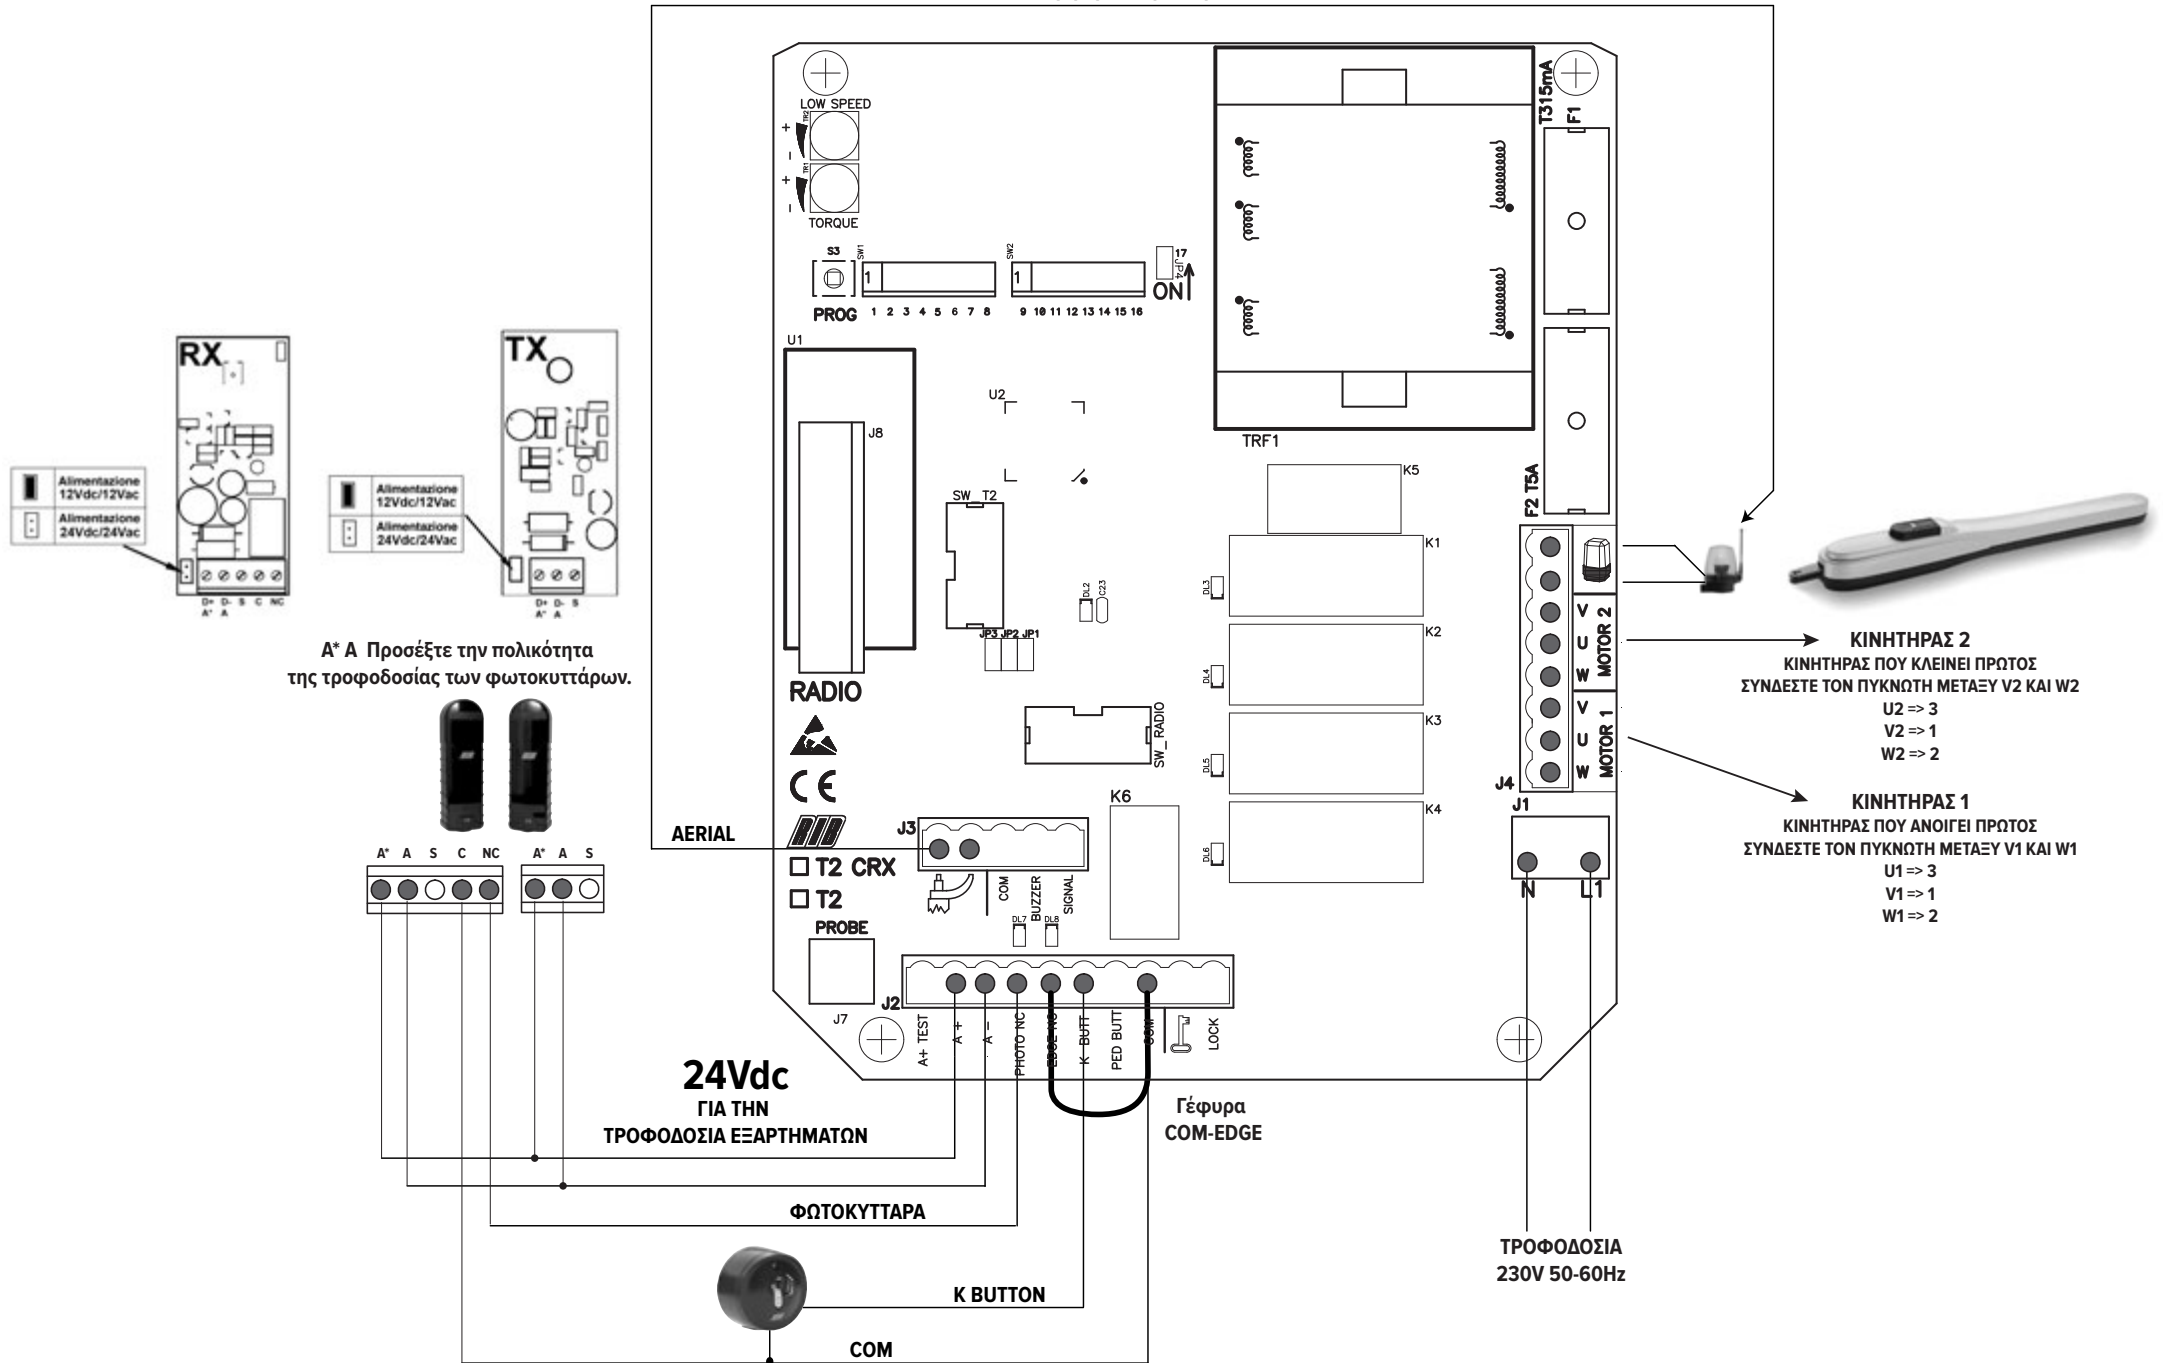 LOW SPEED
TR2
+
-
TR1
+
-
TORQUE
S3
PROG
SW1
1
1 2 3 4 5 6 7 8
SW2
1
9 10 11 12 13 14 15 16
17
JP4
ON
T315mA
F1
TRF1
F2 T5A
U1
J8
RADIO
U2
SW_T2
JP3 JP2 JP1
DL2
C23
SW_RADIO
K5
K1
DL3
K2
DL4
K3
DL5
K4
DL6
K6
V
U
W
MOTOR 2
V
U
W
MOTOR 1
J4
J1
N
L1
RX
Alimentazione
12Vdc/12Vac
Alimentazione
24Vdc/24Vac
D+ D- S C NC
A* A
TX
Alimentazione
12Vdc/12Vac
Alimentazione
24Vdc/24Vac
D+ D- S
A* A
A* A Προσέξτε την πολικότητα
της τροφοδοσίας των φωτοκυττάρων.
A* A S C NC
A* A S
AERIAL
CE
RIB
T2 CRX
T2
PROBE
J7
J3
COM
BUZZER
SIGNAL
DL7
DL8
J2
A+ TEST
A +
A -
PHOTO NC
EDGE NC
K BUTT
PED BUTT
COM
LOCK
24Vdc
ΓΙΑ ΤΗΝ
ΤΡΟΦΟΔΟΣΙΑ ΕΞΑΡΤΗΜΑΤΩΝ
Γέφυρα
COM-EDGE
ΦΩΤΟΚΥΤΤΑΡΑ
K BUTTON
COM
ΤΡΟΦΟΔΟΣΙΑ
230V 50-60Hz
ΚΙΝΗΤΗΡΑΣ 2
ΚΙΝΗΤΗΡΑΣ ΠΟΥ ΚΛΕΙΝΕΙ ΠΡΩΤΟΣ
ΣΥΝΔΕΣΤΕ ΤΟΝ ΠΥΚΝΩΤΗ ΜΕΤΑΞΥ V2 ΚΑΙ W2
U2 => 3
V2 => 1
W2 => 2
ΚΙΝΗΤΗΡΑΣ 1
ΚΙΝΗΤΗΡΑΣ ΠΟΥ ΑΝΟΙΓΕΙ ΠΡΩΤΟΣ
ΣΥΝΔΕΣΤΕ ΤΟΝ ΠΥΚΝΩΤΗ ΜΕΤΑΞΥ V1 ΚΑΙ W1
U1 => 3
V1 => 1
W1 => 2